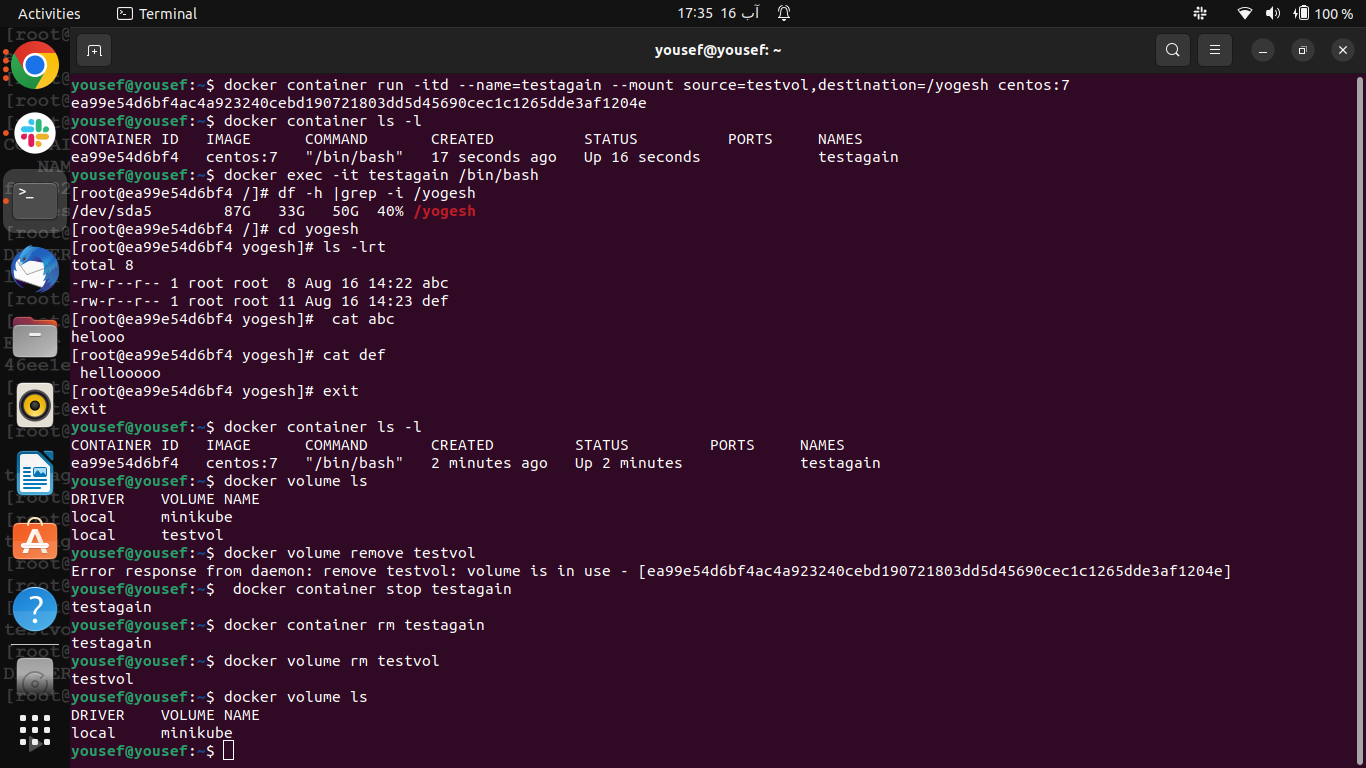 Activities
Terminal
17:35 16 آب
100 %
yousef@yousef: ~
yousef@yousef:~$ docker container run -itd --name=testagain --mount source=testvol,destination=/yogesh centos:7
ea99e54d6bf4ac4a923240cebd190721803dd5d45690cec1c1265dde3af1204e
yousef@yousef:~$ docker container ls -l
CONTAINER ID   IMAGE      COMMAND       CREATED          STATUS          PORTS     NAMES
ea99e54d6bf4   centos:7   "/bin/bash"   17 seconds ago   Up 16 seconds             testagain
yousef@yousef:~$ docker exec -it testagain /bin/bash
[root@ea99e54d6bf4 /]# df -h |grep -i /yogesh
/dev/sda5        87G   33G   50G  40% /yogesh
[root@ea99e54d6bf4 /]# cd yogesh
[root@ea99e54d6bf4 yogesh]# ls -lrt
total 8
-rw-r--r-- 1 root root  8 Aug 16 14:22 abc
-rw-r--r-- 1 root root 11 Aug 16 14:23 def
[root@ea99e54d6bf4 yogesh]#  cat abc
helooo
[root@ea99e54d6bf4 yogesh]# cat def
 hellooooo
[root@ea99e54d6bf4 yogesh]# exit
exit
yousef@yousef:~$ docker container ls -l
CONTAINER ID   IMAGE      COMMAND       CREATED         STATUS         PORTS     NAMES
ea99e54d6bf4   centos:7   "/bin/bash"   2 minutes ago   Up 2 minutes             testagain
yousef@yousef:~$ docker volume ls
DRIVER    VOLUME NAME
local     minikube
local     testvol
yousef@yousef:~$ docker volume remove testvol
Error response from daemon: remove testvol: volume is in use - [ea99e54d6bf4ac4a923240cebd190721803dd5d45690cec1c1265dde3af1204e]
yousef@yousef:~$  docker container stop testagain
testagain
yousef@yousef:~$ docker container rm testagain
testagain
yousef@yousef:~$ docker volume rm testvol
testvol
yousef@yousef:~$ docker volume ls
DRIVER    VOLUME NAME
local     minikube
yousef@yousef:~$